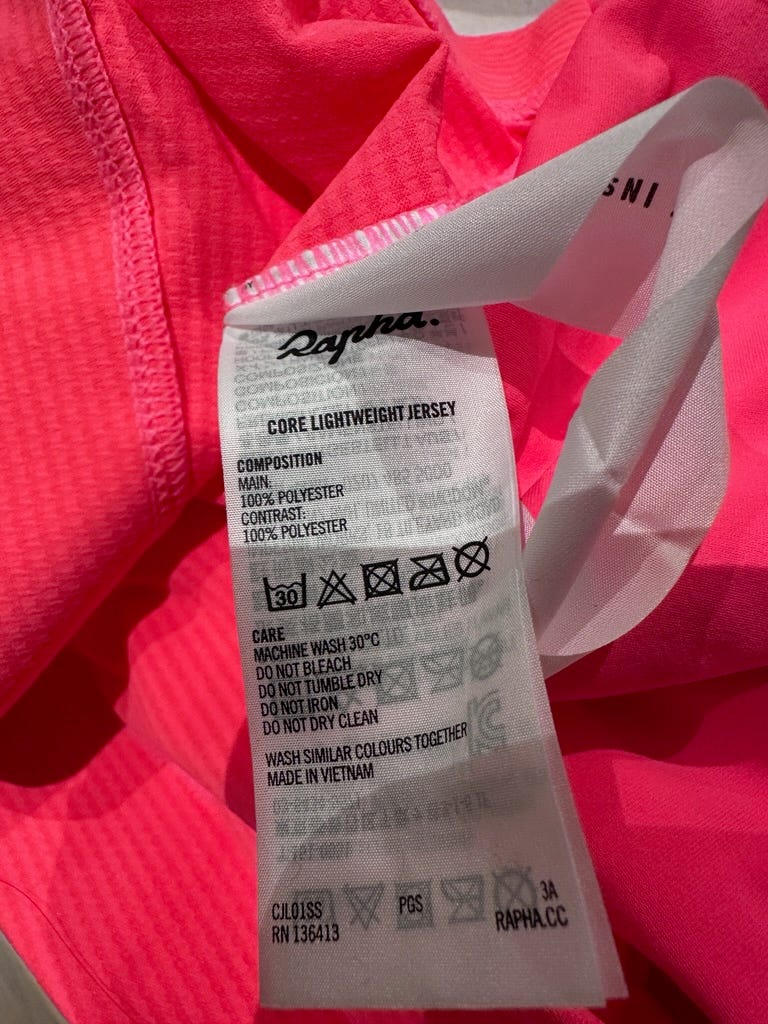 SNI
Rapha.
CORE LIGHTWEIGHT JERSEY
COMPOSITION
MAIN:
100% POLYESTER
CONTRAST:
100% POLYESTER
30
CARE
MACHINE WASH 30°C
DO NOT BLEACH
DO NOT TUMBLE DRY
DO NOT IRON
DO NOT DRY CLEAN
WASH SIMILAR COLOURS TOGETHER
MADE IN VIETNAM
CJL01SS PGS 3A
RN 136413 RAPHA.CC